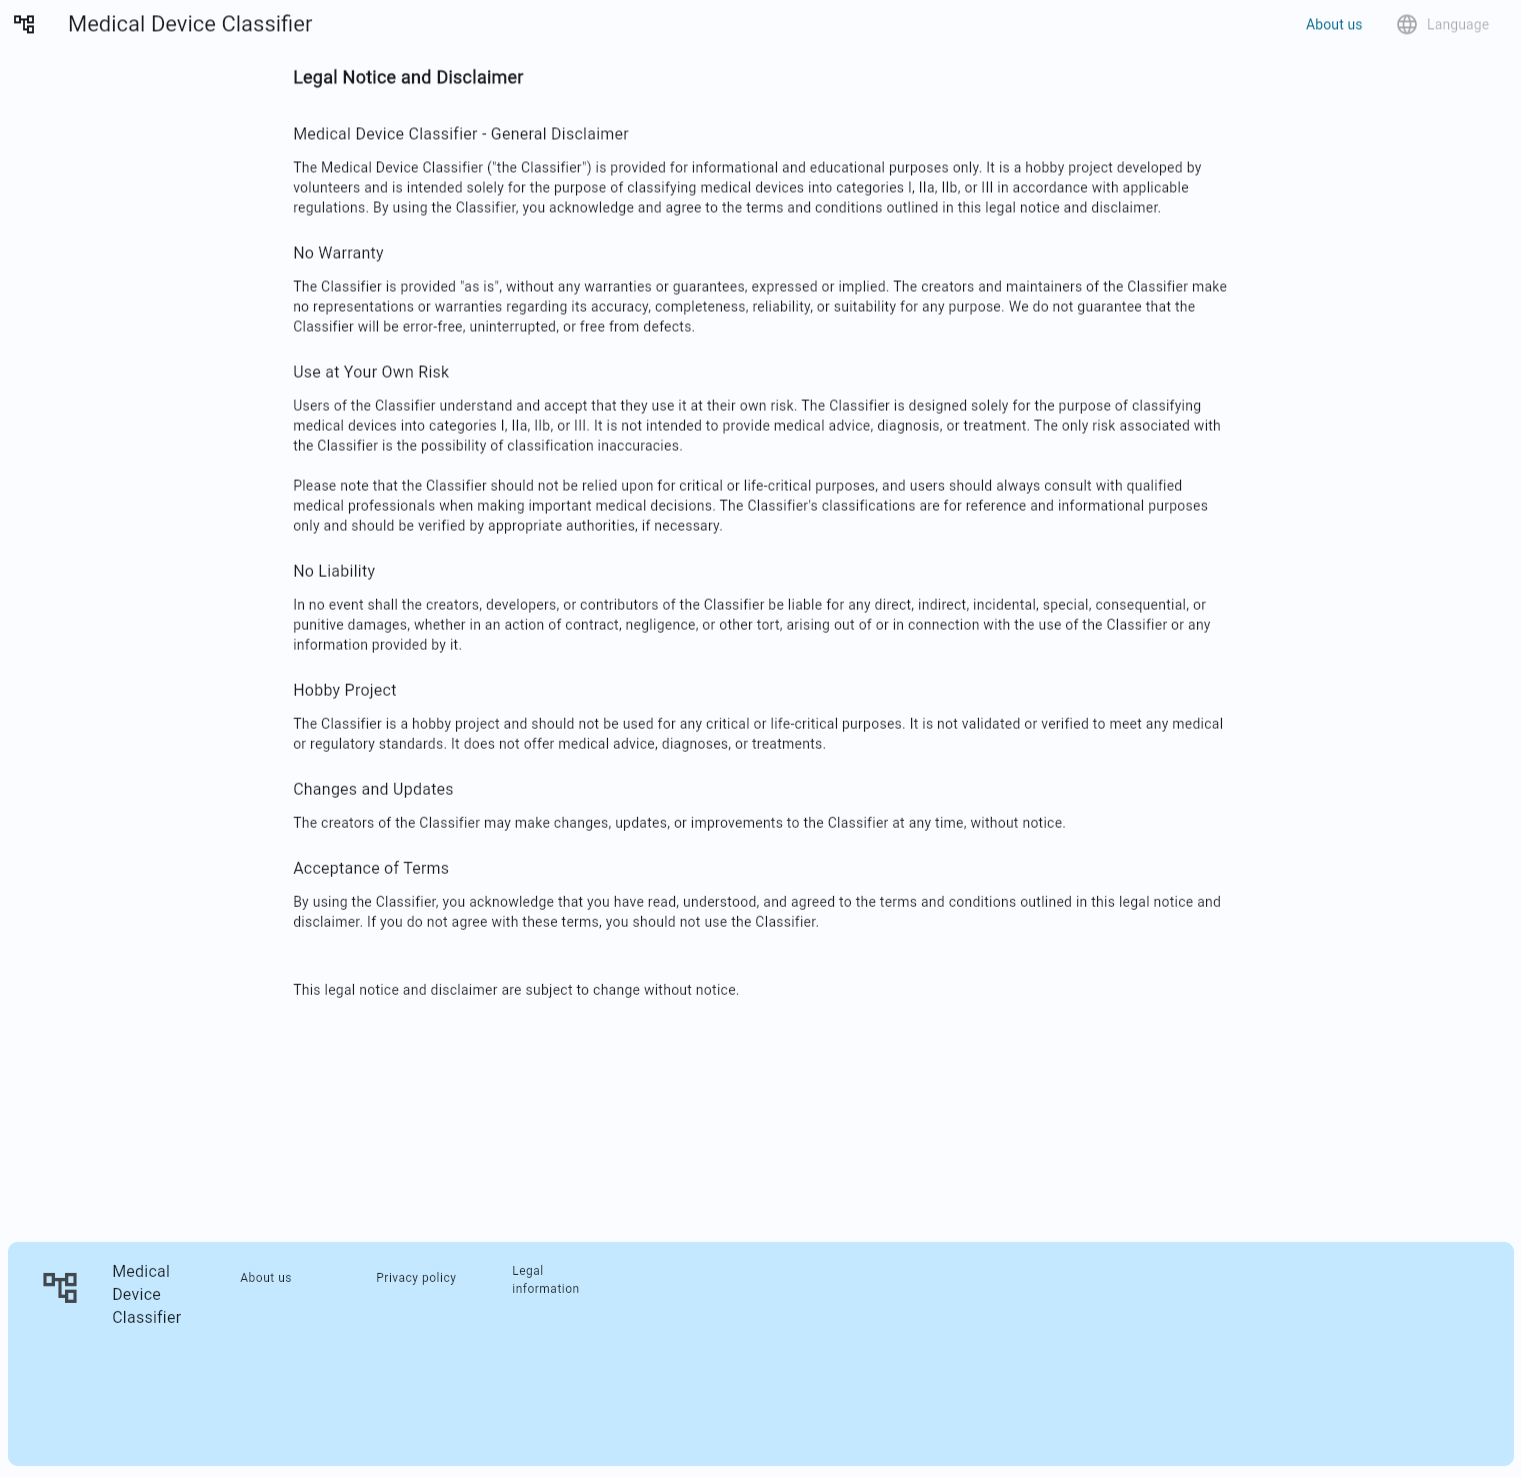 Medical Device Classifier
About us
Language
Legal Notice and Disclaimer
Medical Device Classifier - General Disclaimer
The Medical Device Classifier ("the Classifier") is provided for informational and educational purposes only. It is a hobby project developed by
volunteers and is intended solely for the purpose of classifying medical devices into categories I, IIa, IIb, or III in accordance with applicable
regulations. By using the Classifier, you acknowledge and agree to the terms and conditions outlined in this legal notice and disclaimer.
No Warranty
The Classifier is provided "as is", without any warranties or guarantees, expressed or implied. The creators and maintainers of the Classifier make
no representations or warranties regarding its accuracy, completeness, reliability, or suitability for any purpose. We do not guarantee that the
Classifier will be error-free, uninterrupted, or free from defects.
Use at Your Own Risk
Users of the Classifier understand and accept that they use it at their own risk. The Classifier is designed solely for the purpose of classifying
medical devices into categories I, IIa, IIb, or III. It is not intended to provide medical advice, diagnosis, or treatment. The only risk associated with
the Classifier is the possibility of classification inaccuracies.
Please note that the Classifier should not be relied upon for critical or life-critical purposes, and users should always consult with qualified
medical professionals when making important medical decisions. The Classifier's classifications are for reference and informational purposes
only and should be verified by appropriate authorities, if necessary.
No Liability
In no event shall the creators, developers, or contributors of the Classifier be liable for any direct, indirect, incidental, special, consequential, or
punitive damages, whether in an action of contract, negligence, or other tort, arising out of or in connection with the use of the Classifier or any
information provided by it.
Hobby Project
The Classifier is a hobby project and should not be used for any critical or life-critical purposes. It is not validated or verified to meet any medical
or regulatory standards. It does not offer medical advice, diagnoses, or treatments.
Changes and Updates
The creators of the Classifier may make changes, updates, or improvements to the Classifier at any time, without notice.
Acceptance of Terms
By using the Classifier, you acknowledge that you have read, understood, and agreed to the terms and conditions outlined in this legal notice and
disclaimer. If you do not agree with these terms, you should not use the Classifier.
This legal notice and disclaimer are subject to change without notice.
Medical
Device
Classifier
About us
Privacy policy
Legal
information